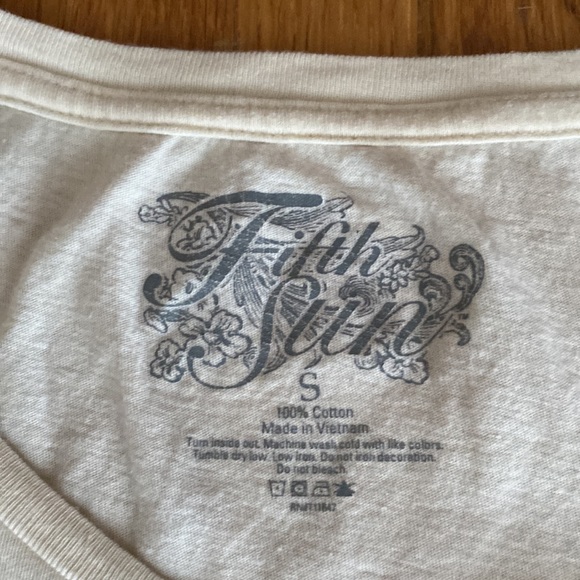 Fifth
Sun
S
100% Cotton
Made in Vietnam
Turn inside out. Machine wash cold with like colors.
Tumble dry low. Low iron. Do not iron decoration.
Do not bleach.